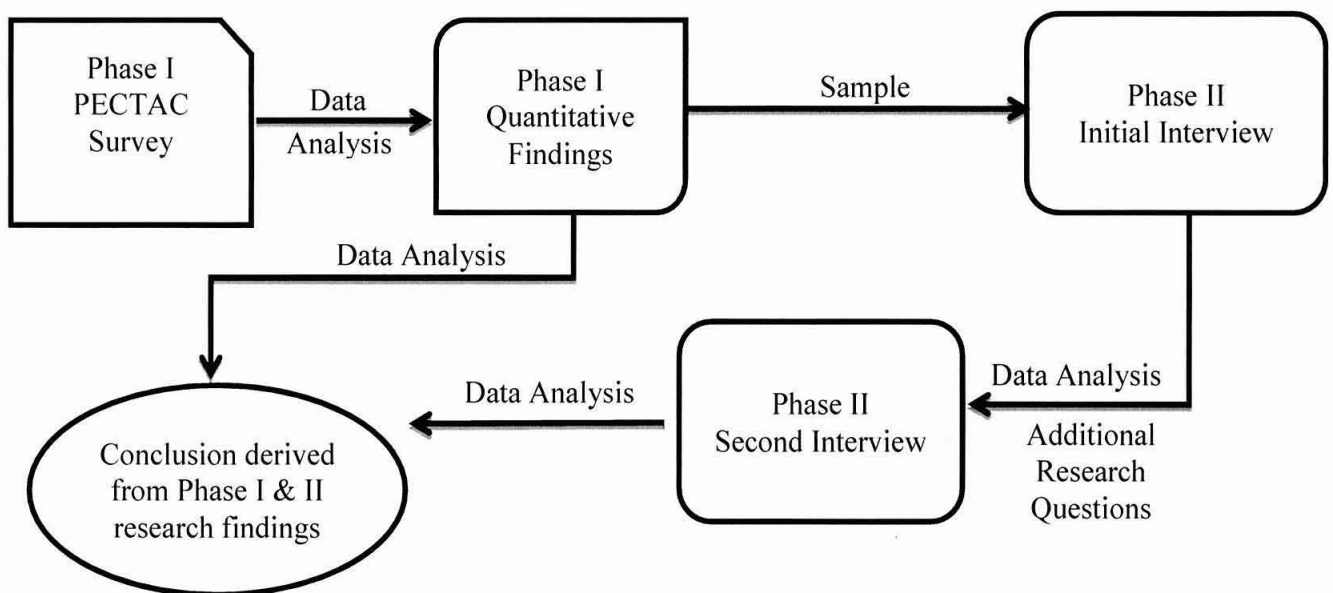 Phase I
PECTAC
Survey
Data
Analysis
Phase I
Quantitative
Findings
Sample
Phase II
Initial Interview
Data Analysis
Data Analysis
Additional
Research
Questions
Phase II
Second Interview
Data Analysis
Conclusion derived
from Phase I & II
research findings